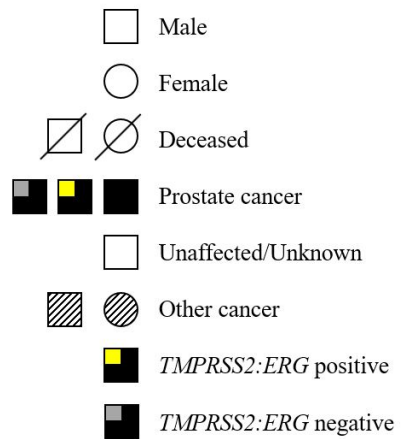 Male
Female
Deceased
Prostate cancer
Unaffected/Unknown
Other cancer
TMPRSS2:ERG positive
TMPRSS2:ERG negative